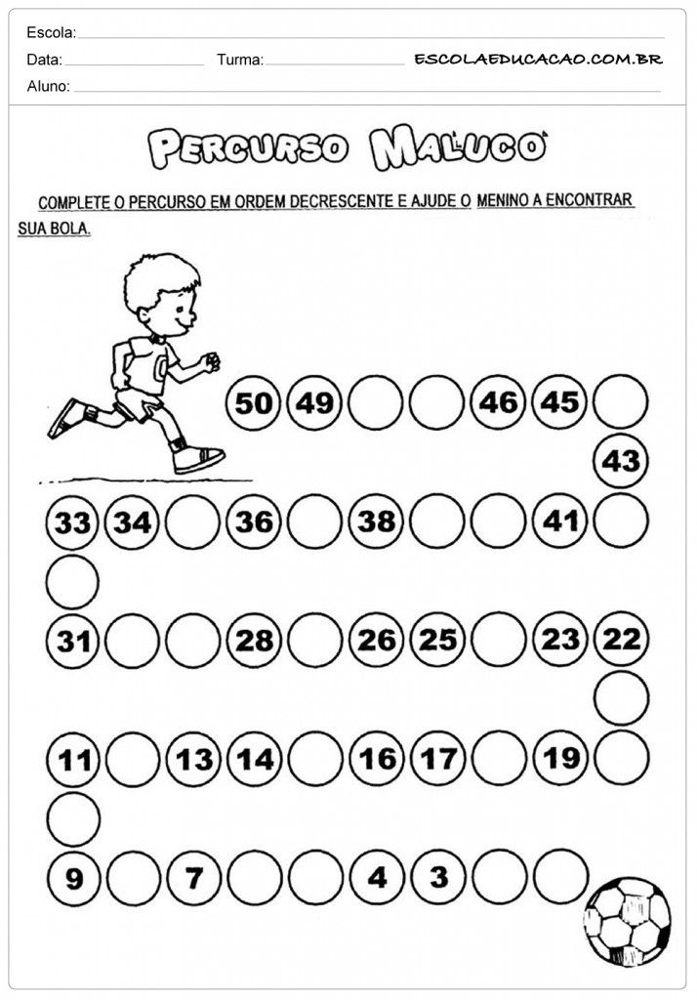 Escola:
Data: Turma: ESCOLAEDUCACAO.COM.BR
Aluno:
PERCURSO MALUCO
COMPLETE O PERCURSO EM ORDEM DECRESCENTE E AJUDE O MENINO A ENCONTRAR
SUA BOLA.
50 49 46 45
43
33 34 36 38 41
31 28 26 25 23 22
11 13 14 16 17 19
9 7 4 3